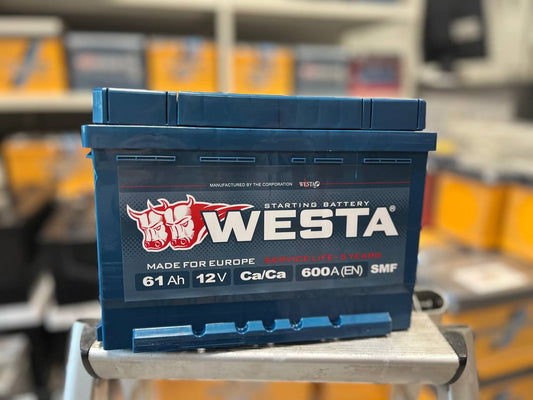 MANUFACTURED BY THE CORPORATION WESTA
STARTING BATTERY
WESTA®
MADE FOR EUROPE SERVICE LIFE - 5 YEARS
61 Ah 12 V Ca/Ca 600A (EN) SMF